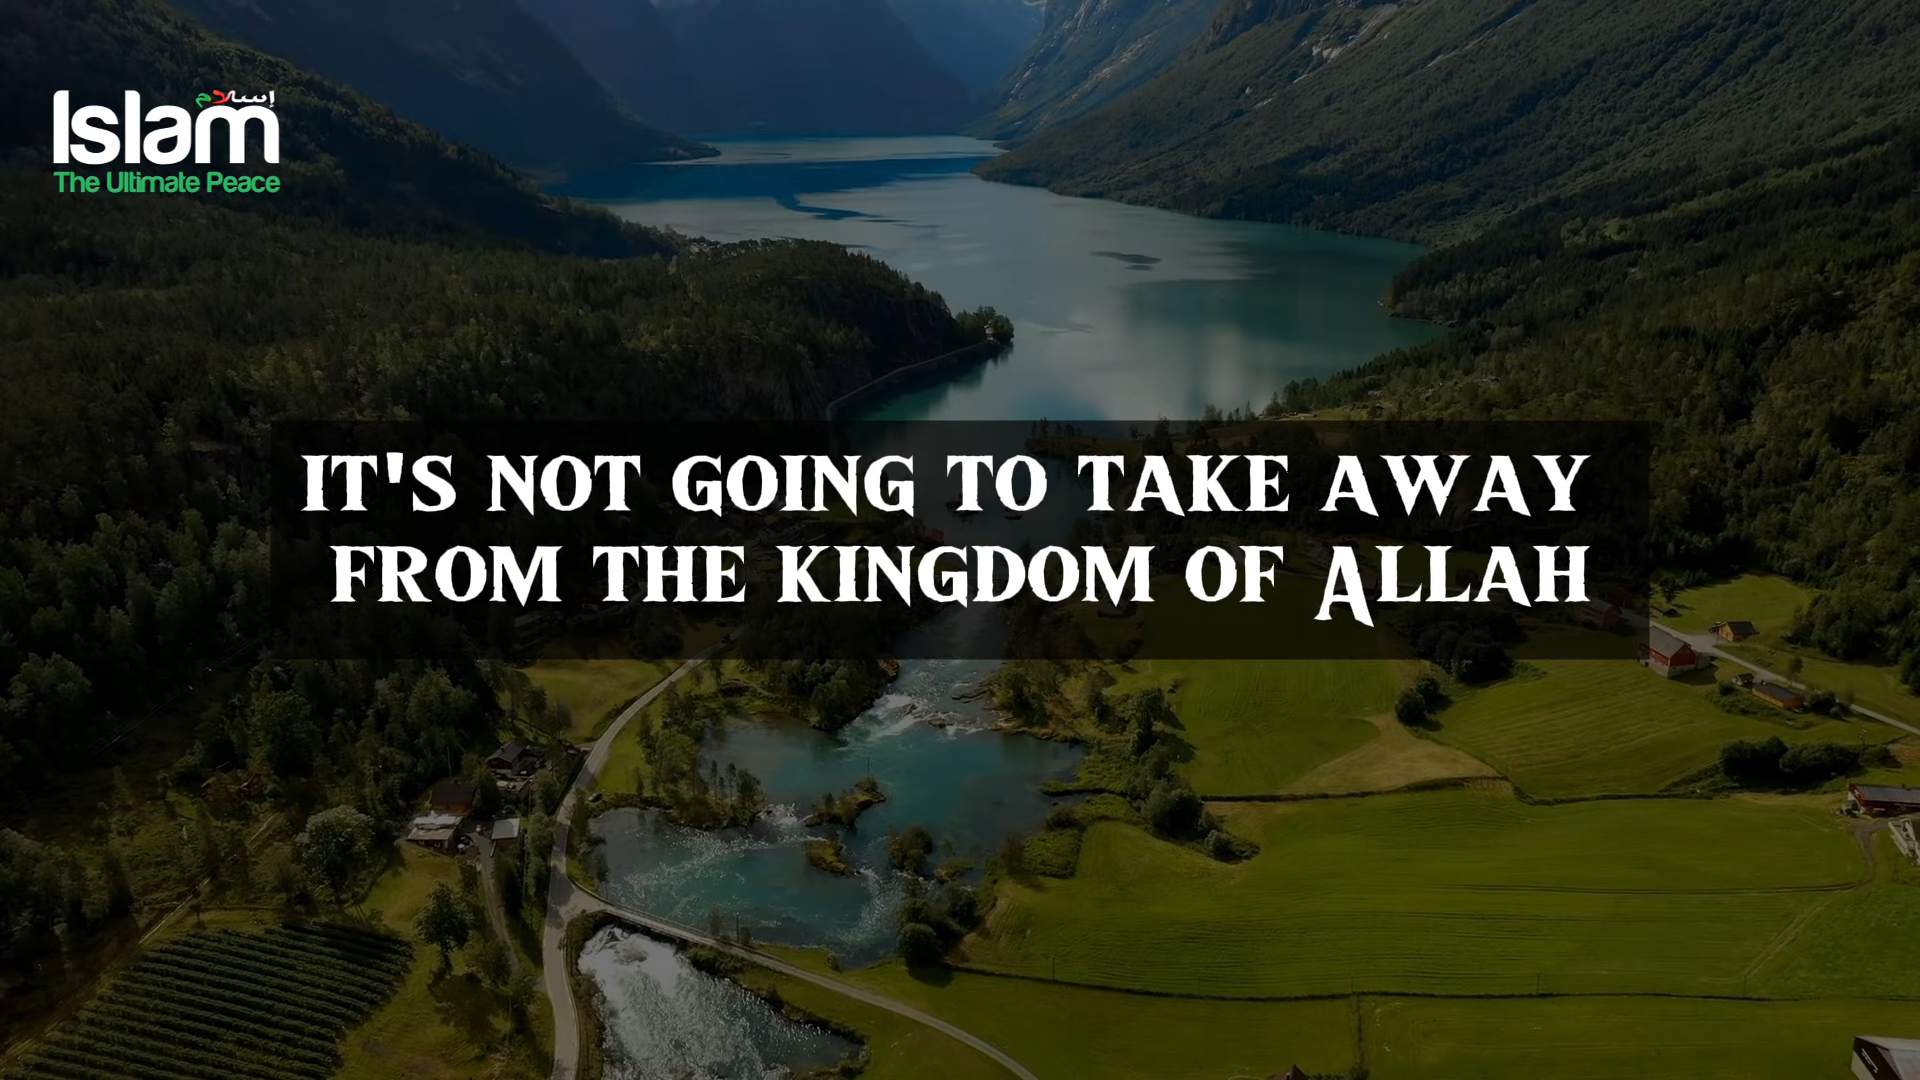 إسلام
Islam
The Ultimate Peace
it's not going to take away
from the kingdom of Allah